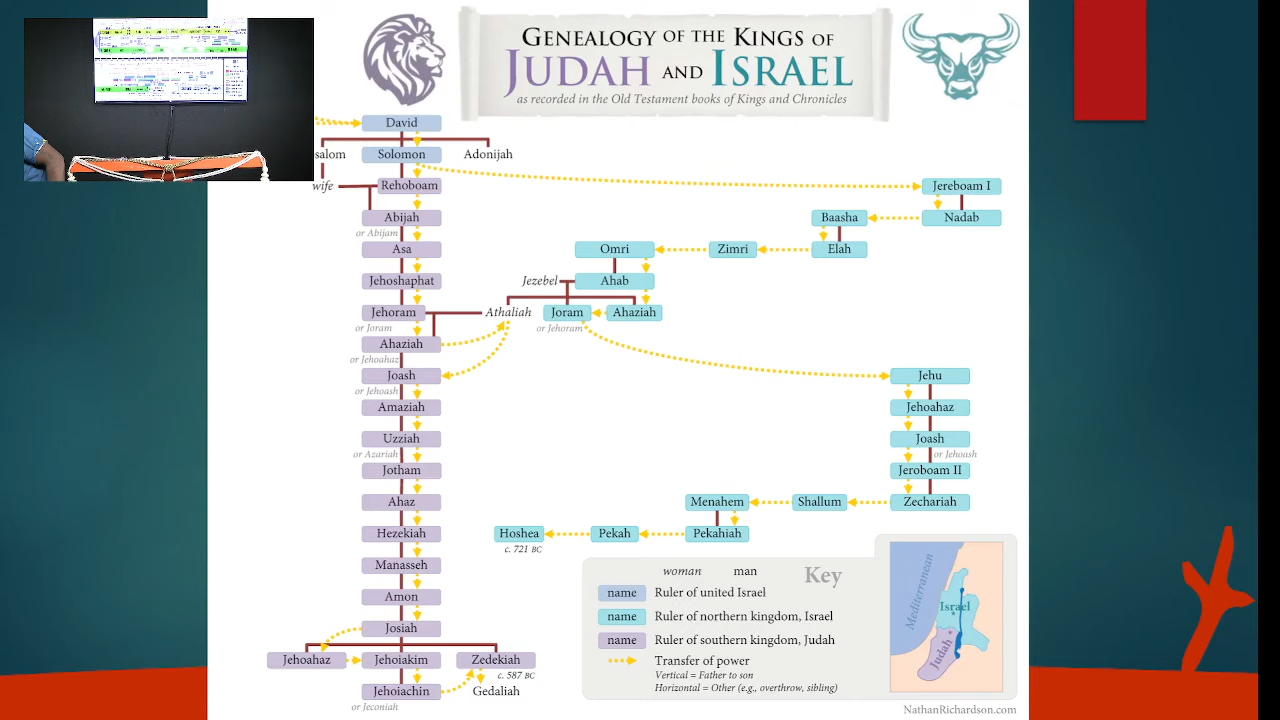 GENEALOGY OF THE KINGS OF
JUDAH AND ISRAEL
as recorded in the Old Testament books of Kings and Chronicles
David
salom
Solomon
Adonijah
wife
Rehoboam
Jereboam I
Abijah
or Abijam
Baasha
Nadab
Asa
Omri
Zimri
Elah
Jehoshaphat
Jezebel
Ahab
Jehoram
or Joram
Athaliah
Joram
or Jehoram
Ahaziah
Ahaziah
or Jehoahaz
Joash
or Jehoash
Jehu
Amaziah
Jehoahaz
Uzziah
or Azariah
Joash
or Jehoash
Jotham
Jeroboam II
Ahaz
Menahem
Shallum
Zechariah
Hezekiah
Hoshea
c. 721 BC
Pekah
Pekahiah
Manasseh
Amon
Josiah
Jehoahaz
Jehoiakim
Zedekiah
c. 587 BC
Jehoiachin
or Jeconiah
Gedaliah
woman man Key
name Ruler of united Israel
name Ruler of northern kingdom, Israel
name Ruler of southern kingdom, Judah
Transfer of power
Vertical = Father to son
Horizontal = Other (e.g., overthrow, sibling)
Mediterranean
Israel
Judah
NathanRichardson.com